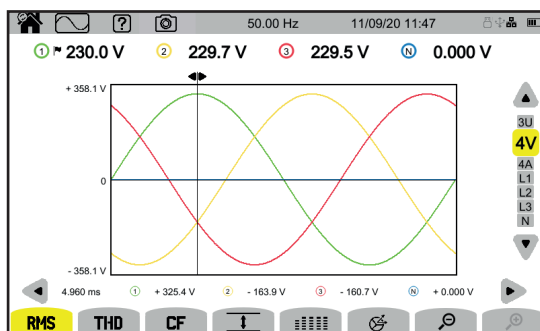 ? 50.00 Hz 11/09/20 11:47
1 230.0 V 2 229.7 V 3 229.5 V N 0.000 V
+ 358.1 V
0
- 358.1 V
3U
4V
4A
L1
L2
L3
N
4.960 ms 1 + 325.4 V 2 - 163.9 V 3 - 160.7 V N + 0.000 V
RMS THD CF